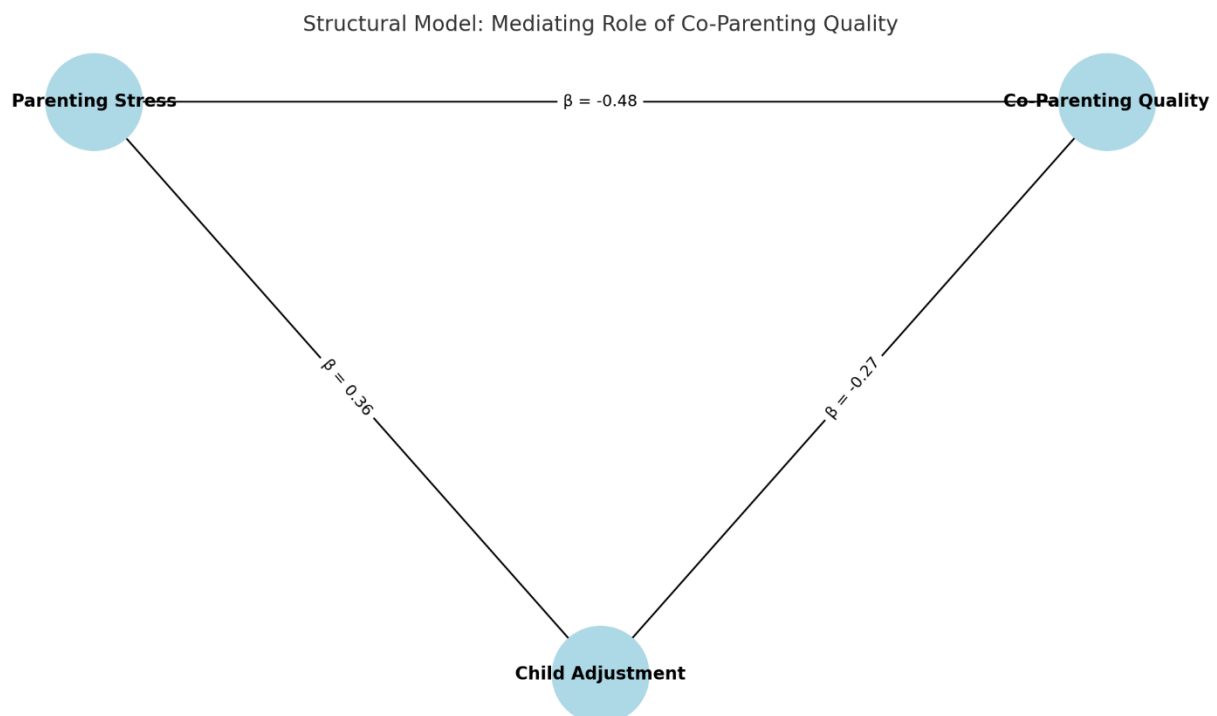 Structural Model: Mediating Role of Co-Parenting Quality
Parenting Stress
β = -0.48
Co-Parenting Quality
β = 0.36
β = -0.27
Child Adjustment